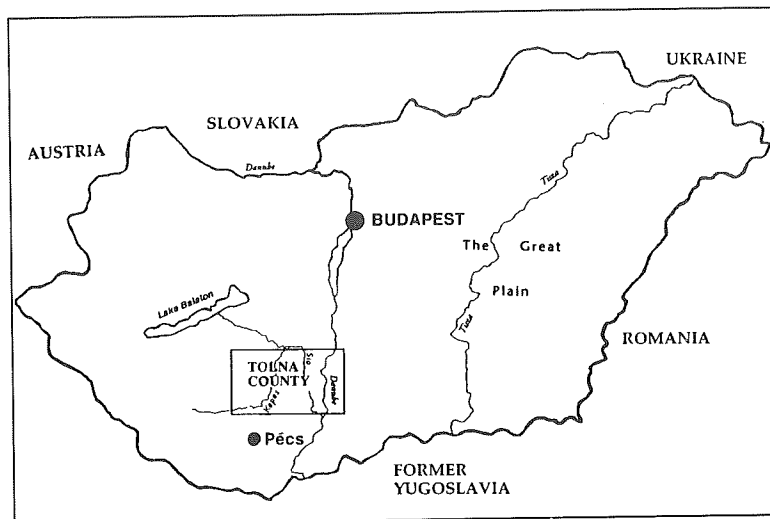 UKRAINE
SLOVAKIA
AUSTRIA
Danube
Tisza
BUDAPEST
The Great
Plain
Lake Balaton
Tisza
ROMANIA
TOLNA
COUNTY
Sio
Danube
Kapos
Pécs
FORMER
YUGOSLAVIA